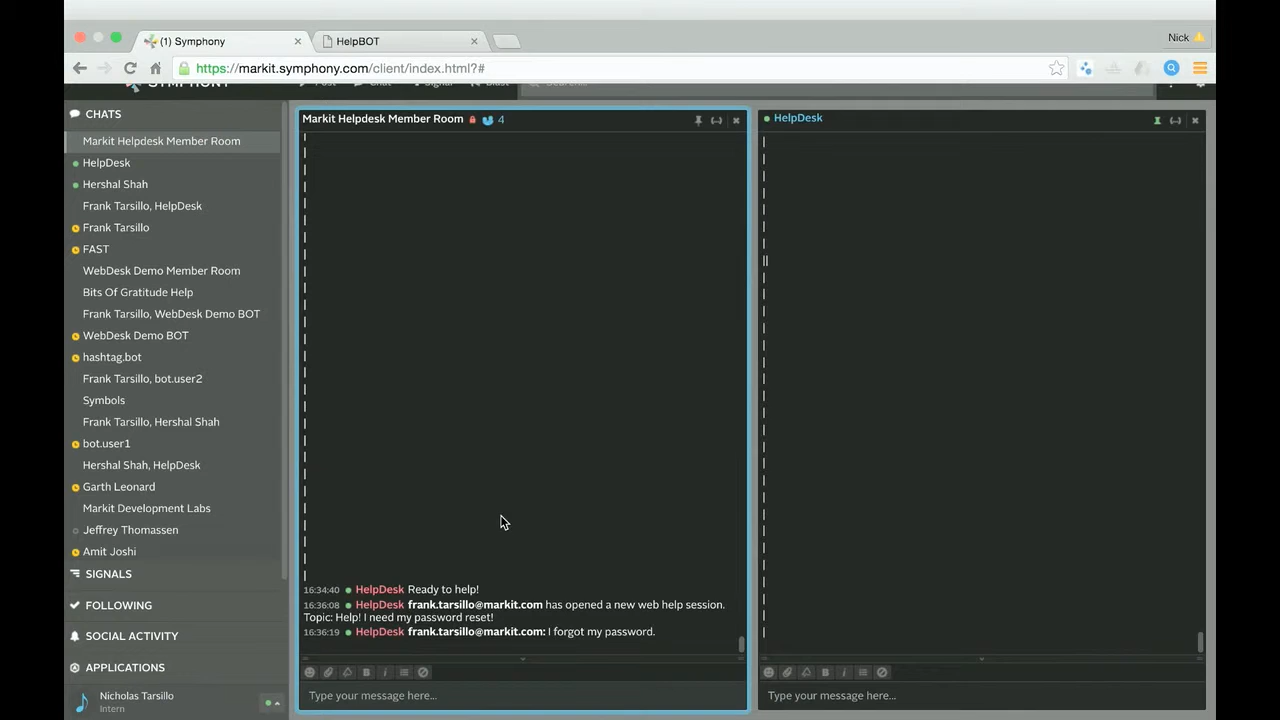 (1) Symphony
HelpBOT
Nick
https://markit.symphony.com/client/index.html?#
CHATS
Markit Helpdesk Member Room
HelpDesk
Hershal Shah
Frank Tarsillo, HelpDesk
Frank Tarsillo
FAST
WebDesk Demo Member Room
Bits Of Gratitude Help
Frank Tarsillo, WebDesk Demo BOT
WebDesk Demo BOT
hashtag.bot
Frank Tarsillo, bot.user2
Symbols
Frank Tarsillo, Hershal Shah
bot.user1
Hershal Shah, HelpDesk
Garth Leonard
Markit Development Labs
Jeffrey Thomassen
Amit Joshi
SIGNALS
FOLLOWING
SOCIAL ACTIVITY
APPLICATIONS
Nicholas Tarsillo
Intern
Markit Helpdesk Member Room 4
16:34:40 HelpDesk Ready to help!
16:36:08 HelpDesk frank.tarsillo@markit.com has opened a new web help session.
Topic: Help! I need my password reset!
16:36:19 HelpDesk frank.tarsillo@markit.com: I forgot my password.
B i
Type your message here...
HelpDesk
B i
Type your message here...